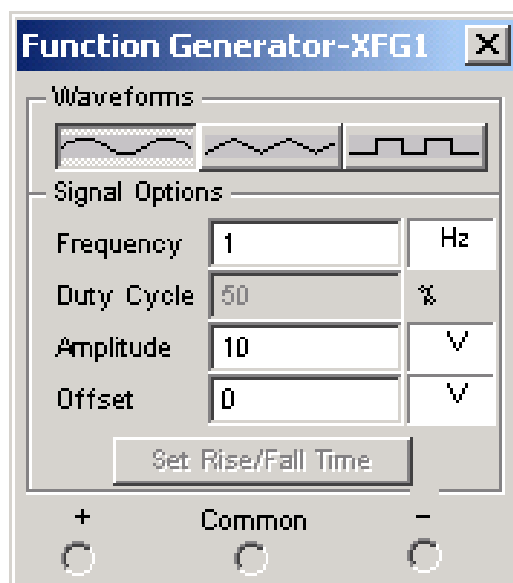 Function Generator-XFG1
Waveforms
Signal Options
Frequency 1 Hz
Duty Cycle 50 %
Amplitude 10 V
Offset 0 V
Set Rise/Fall Time
+ Common −